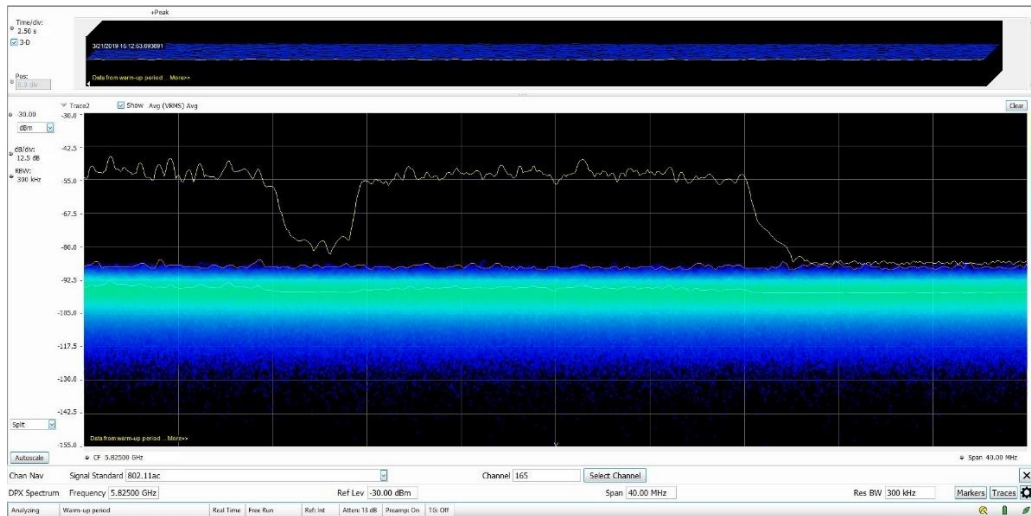 +Peak
Time/div:
2.50 s
3-D
3/21/2019 15:12:53.693691
Pos:
0.0 div
Data from warm-up period ... More>>
Trace2 Show Avg (VRMS) Avg Clear
-30.00
dBm
dB/div:
12.5 dB
RBW:
300 kHz
-30.0
-42.5
-55.0
-67.5
-80.0
-92.5
-105.0
-117.5
-130.0
-142.5
-155.0
Split
Data from warm-up period ... More>>
Autoscale CF 5.82500 GHz Span 40.00 MHz
Chan Nav Signal Standard 802.11ac Channel 165 Select Channel
DPX Spectrum Frequency 5.82500 GHz Ref Lev -30.00 dBm Span 40.00 MHz Res BW 300 kHz Markers Traces
Analyzing Warm-up period Real Time Free Run Ref: Int Atten: 13 dB Preamp: On TG: Off